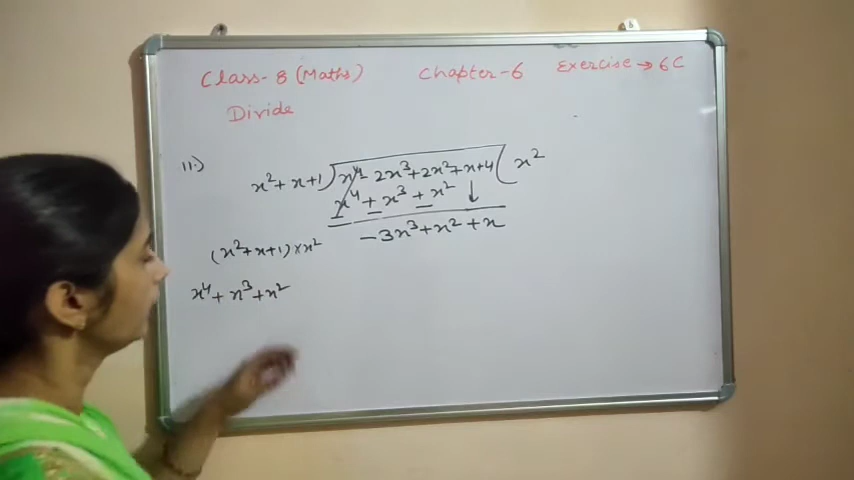 Class-8 (Maths) Chapter-6 Exercise → 6C
Divide
11.)
x²+x+1) x⁴-2x³+2x²+x+4 ( x²
x⁴+x³+x²
-3x³+x²+x
(x²+x+1)×x²
x⁴+x³+x²